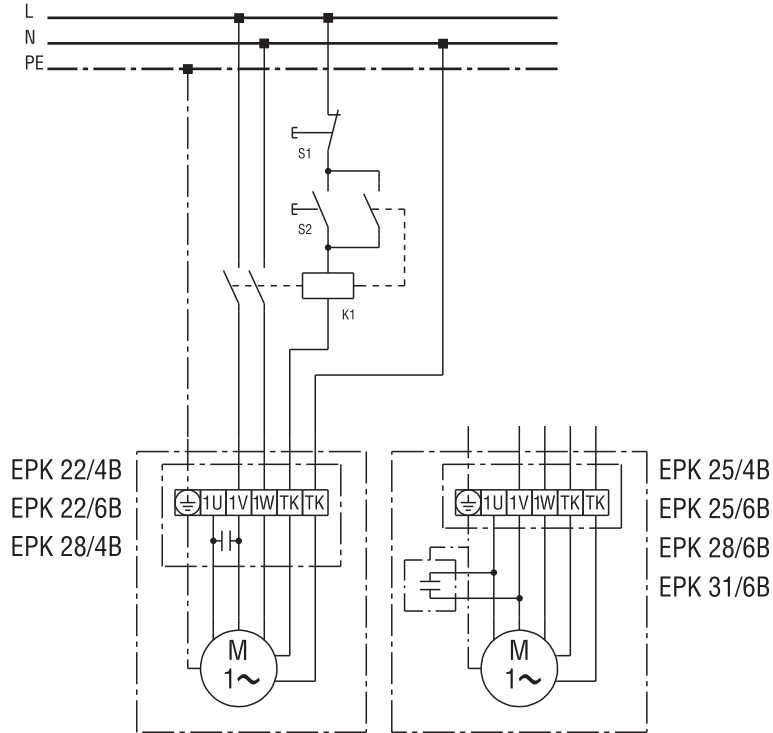 L
N
PE
S1
S2
K1
EPK 22/4B
EPK 22/6B
EPK 28/4B
1U 1V 1W TK TK
M
1~
1U 1V 1W TK TK
M
1~
EPK 25/4B
EPK 25/6B
EPK 28/6B
EPK 31/6B